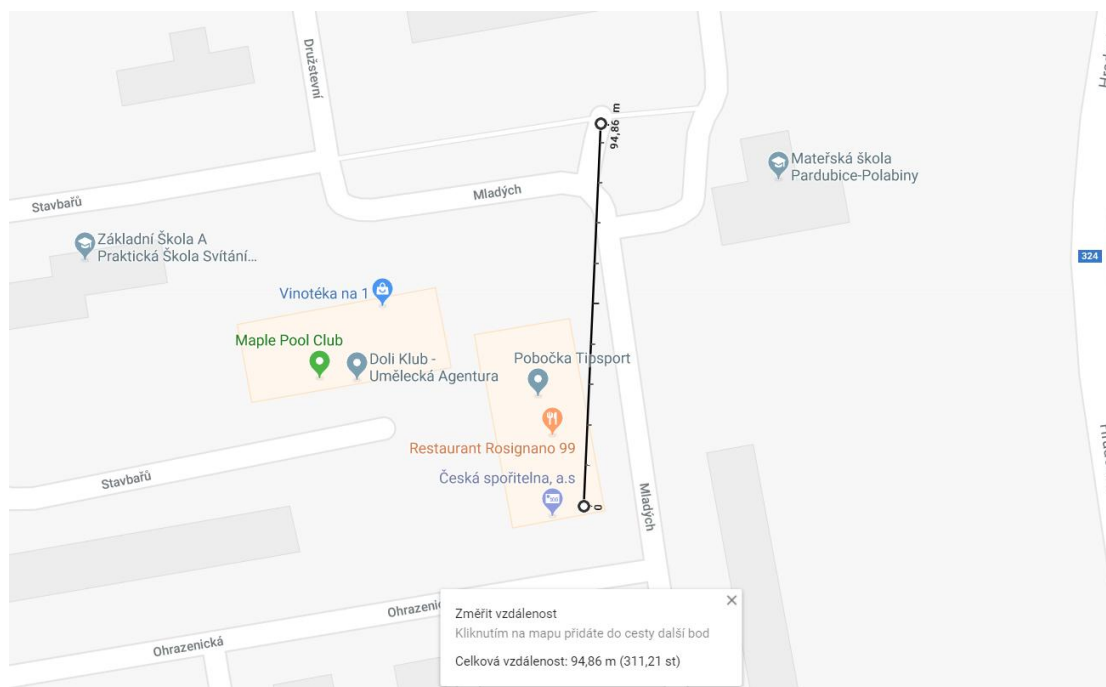 Družstevní
94,86 m
Mateřská škola
Pardubice-Polabiny
Mladých
Stavbařů
Základní Škola A
Praktická Škola Svítání...
324
Vinotéka na 1
Maple Pool Club
Doli Klub -
Umělecká Agentura
Pobočka Tipsport
Restaurant Rosignano 99
Česká spořitelna, a.s
0
Stavbařů
Mladých
Ohrazenická
Změřit vzdálenost
Kliknutím na mapu přidáte do cesty další bod
Celková vzdálenost: 94,86 m (311,21 st)